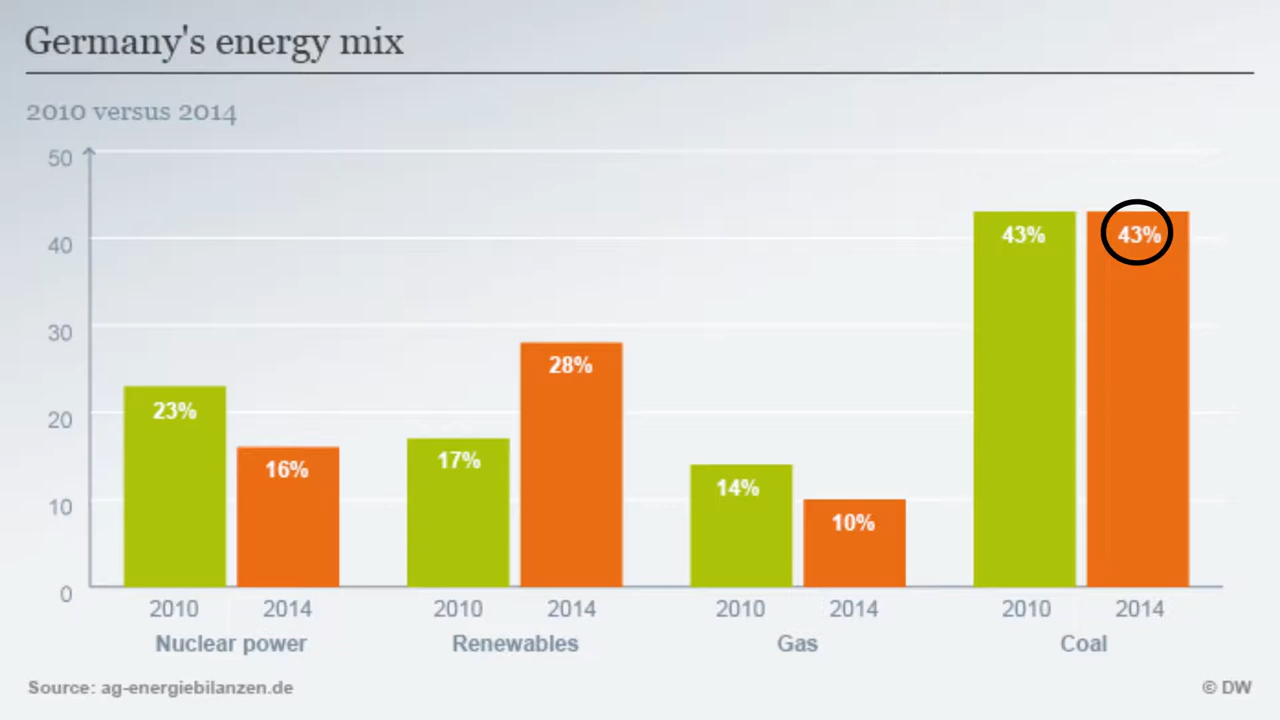 Germany's energy mix
2010 versus 2014
50
40
30
20
10
0
23%
16%
17%
28%
14%
10%
43%
43%
2010 2014 2010 2014 2010 2014 2010 2014
Nuclear power Renewables Gas Coal
Source: ag-energiebilanzen.de © DW